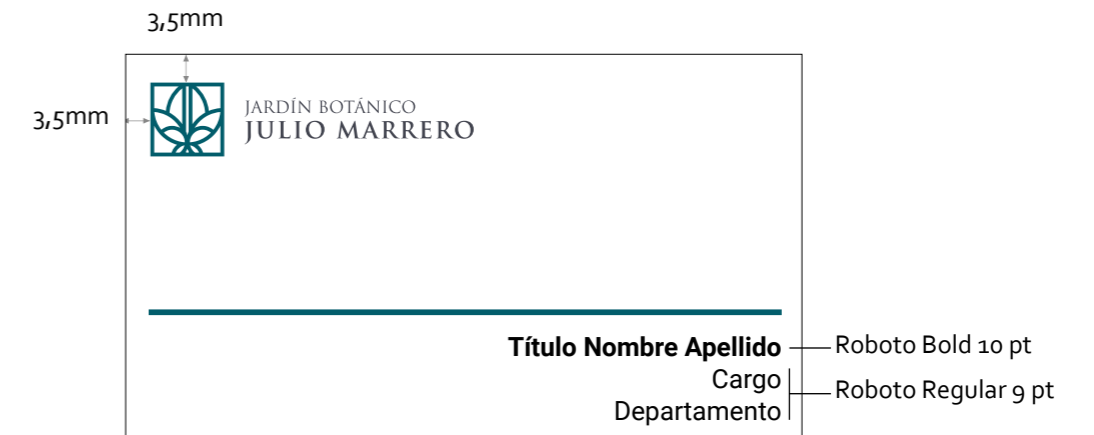 3,5mm
3,5mm
JARDÍN BOTÁNICO
JULIO MARRERO
Título Nombre Apellido
Roboto Bold 10 pt
Cargo
Roboto Regular 9 pt
Departamento